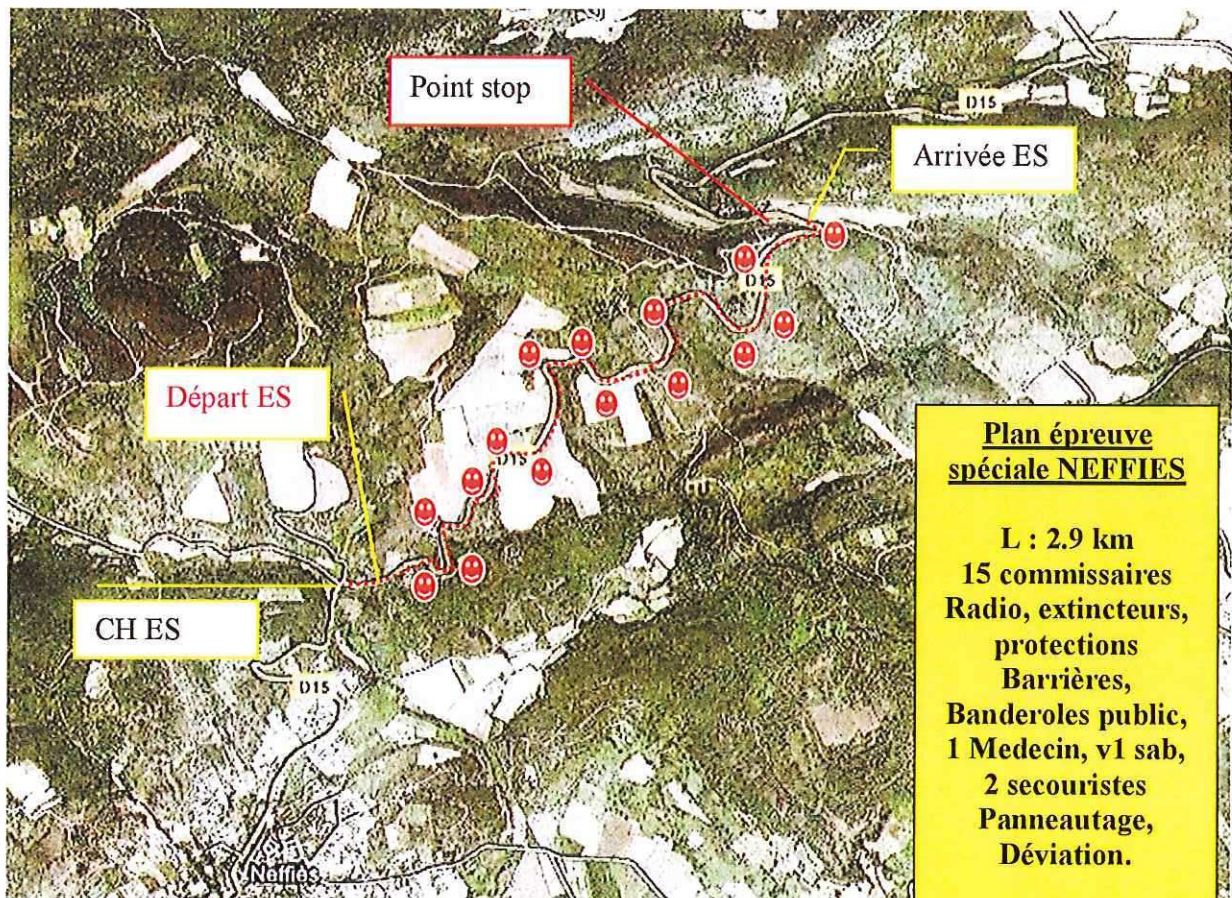 Point stop
D15
Arrivée ES
D15
Départ ES
D15
CH ES
D15
Neffiès
Plan épreuve
spéciale NEFFIES
L : 2.9 km
15 commissaires
Radio, extincteurs,
protections
Barrières,
Banderoles public,
1 Medecin, v1 sab,
2 secouristes
Panneautage,
Déviation.